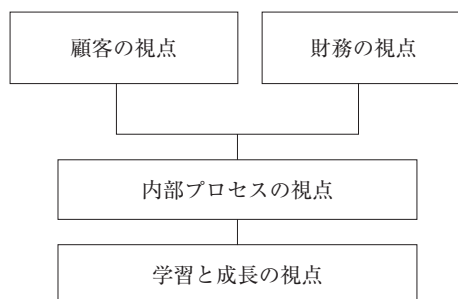 顧客の視点
財務の視点
内部プロセスの視点
学習と成長の視点